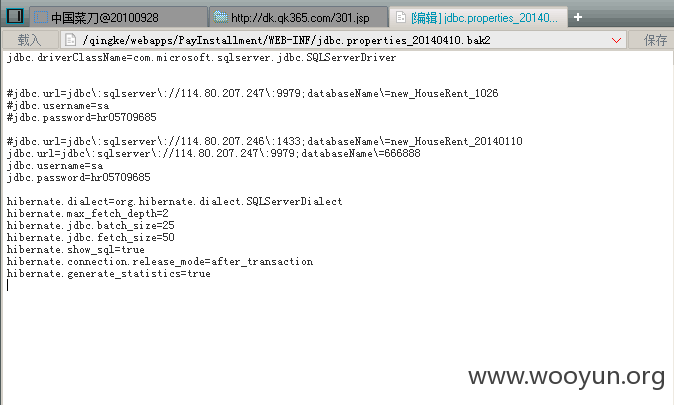 中国菜刀@20100928
http://dk.qk365.com/301.jsp
[编辑] jdbc.properties_20140...
+
载入
/qingke/webapps/PayInstallment/WEB-INF/jdbc.properties_20140410.bak2
保存
jdbc.driverClassName=com.microsoft.sqlserver.jdbc.SQLServerDriver
#jdbc.url=jdbc\:sqlserver\://114.80.207.247\:9979;databaseName\=new_HouseRent_1026
#jdbc.username=sa
#jdbc.password=hr05709685
#jdbc.url=jdbc\:sqlserver\://114.80.207.246\:1433;databaseName\=new_HouseRent_20140110
jdbc.url=jdbc\:sqlserver\://114.80.207.247\:9979;databaseName\=666888
jdbc.username=sa
jdbc.password=hr05709685
hibernate.dialect=org.hibernate.dialect.SQLServerDialect
hibernate.max_fetch_depth=2
hibernate.jdbc.batch_size=25
hibernate.jdbc.fetch_size=50
hibernate.show_sql=true
hibernate.connection.release_mode=after_transaction
hibernate.generate_statistics=true
www.wooyun.org